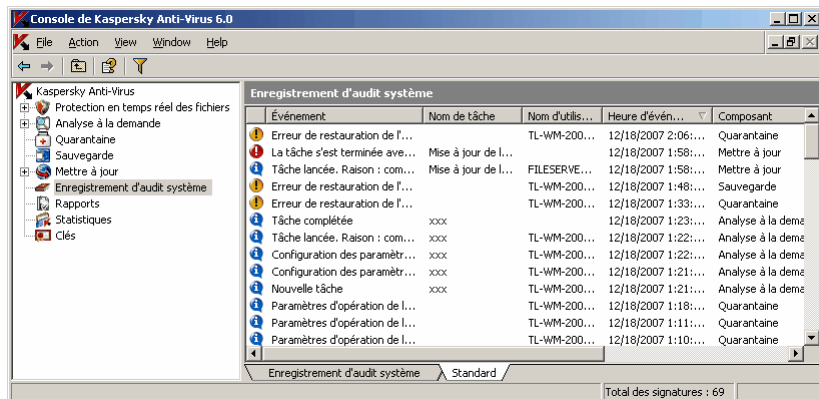 Console de Kaspersky Anti-Virus 6.0
File Action View Window Help
Kaspersky Anti-Virus
Protection en temps réel des fichiers
Analyse à la demande
Quarantaine
Sauvegarde
Mettre à jour
Enregistrement d'audit système
Rapports
Statistiques
Clés
Enregistrement d'audit système
Événement Nom de tâche Nom d'utilis... Heure d'évén... Composant
Erreur de restauration de l'... TL-WM-200... 12/18/2007 2:06:... Quarantaine
La tâche s'est terminée ave... Mise à jour de l... 12/18/2007 1:58:... Mettre à jour
Tâche lancée. Raison : com... Mise à jour de l... FILESERVE... 12/18/2007 1:58:... Mettre à jour
Erreur de restauration de l'... TL-WM-200... 12/18/2007 1:48:... Sauvegarde
Erreur de restauration de l'... TL-WM-200... 12/18/2007 1:33:... Quarantaine
Tâche complétée xxx 12/18/2007 1:23:... Analyse à la dema
Tâche lancée. Raison : com... xxx TL-WM-200... 12/18/2007 1:22:... Analyse à la dema
Configuration des paramètr... xxx TL-WM-200... 12/18/2007 1:22:... Analyse à la dema
Configuration des paramètr... xxx TL-WM-200... 12/18/2007 1:21:... Analyse à la dema
Nouvelle tâche xxx TL-WM-200... 12/18/2007 1:21:... Analyse à la dema
Paramètres d'opération de l... TL-WM-200... 12/18/2007 1:18:... Quarantaine
Paramètres d'opération de l... TL-WM-200... 12/18/2007 1:11:... Quarantaine
Paramètres d'opération de l... TL-WM-200... 12/18/2007 1:10:... Quarantaine
Enregistrement d'audit système Standard
Total des signatures : 69